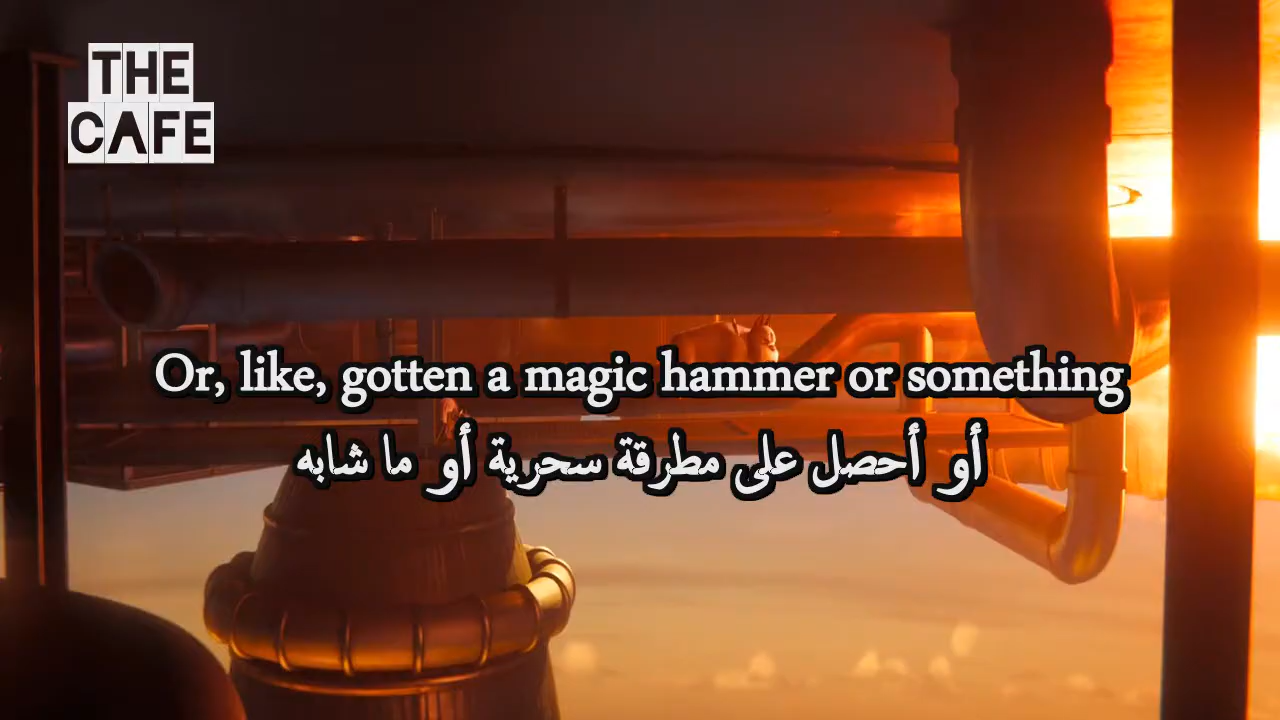 THE
CAFE
Or, like, gotten a magic hammer or something
أو أحصل على مطرقة سحرية أو ما شابه